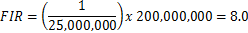 FIR = (1/25,000,000) x 200,000,000 = 8.0